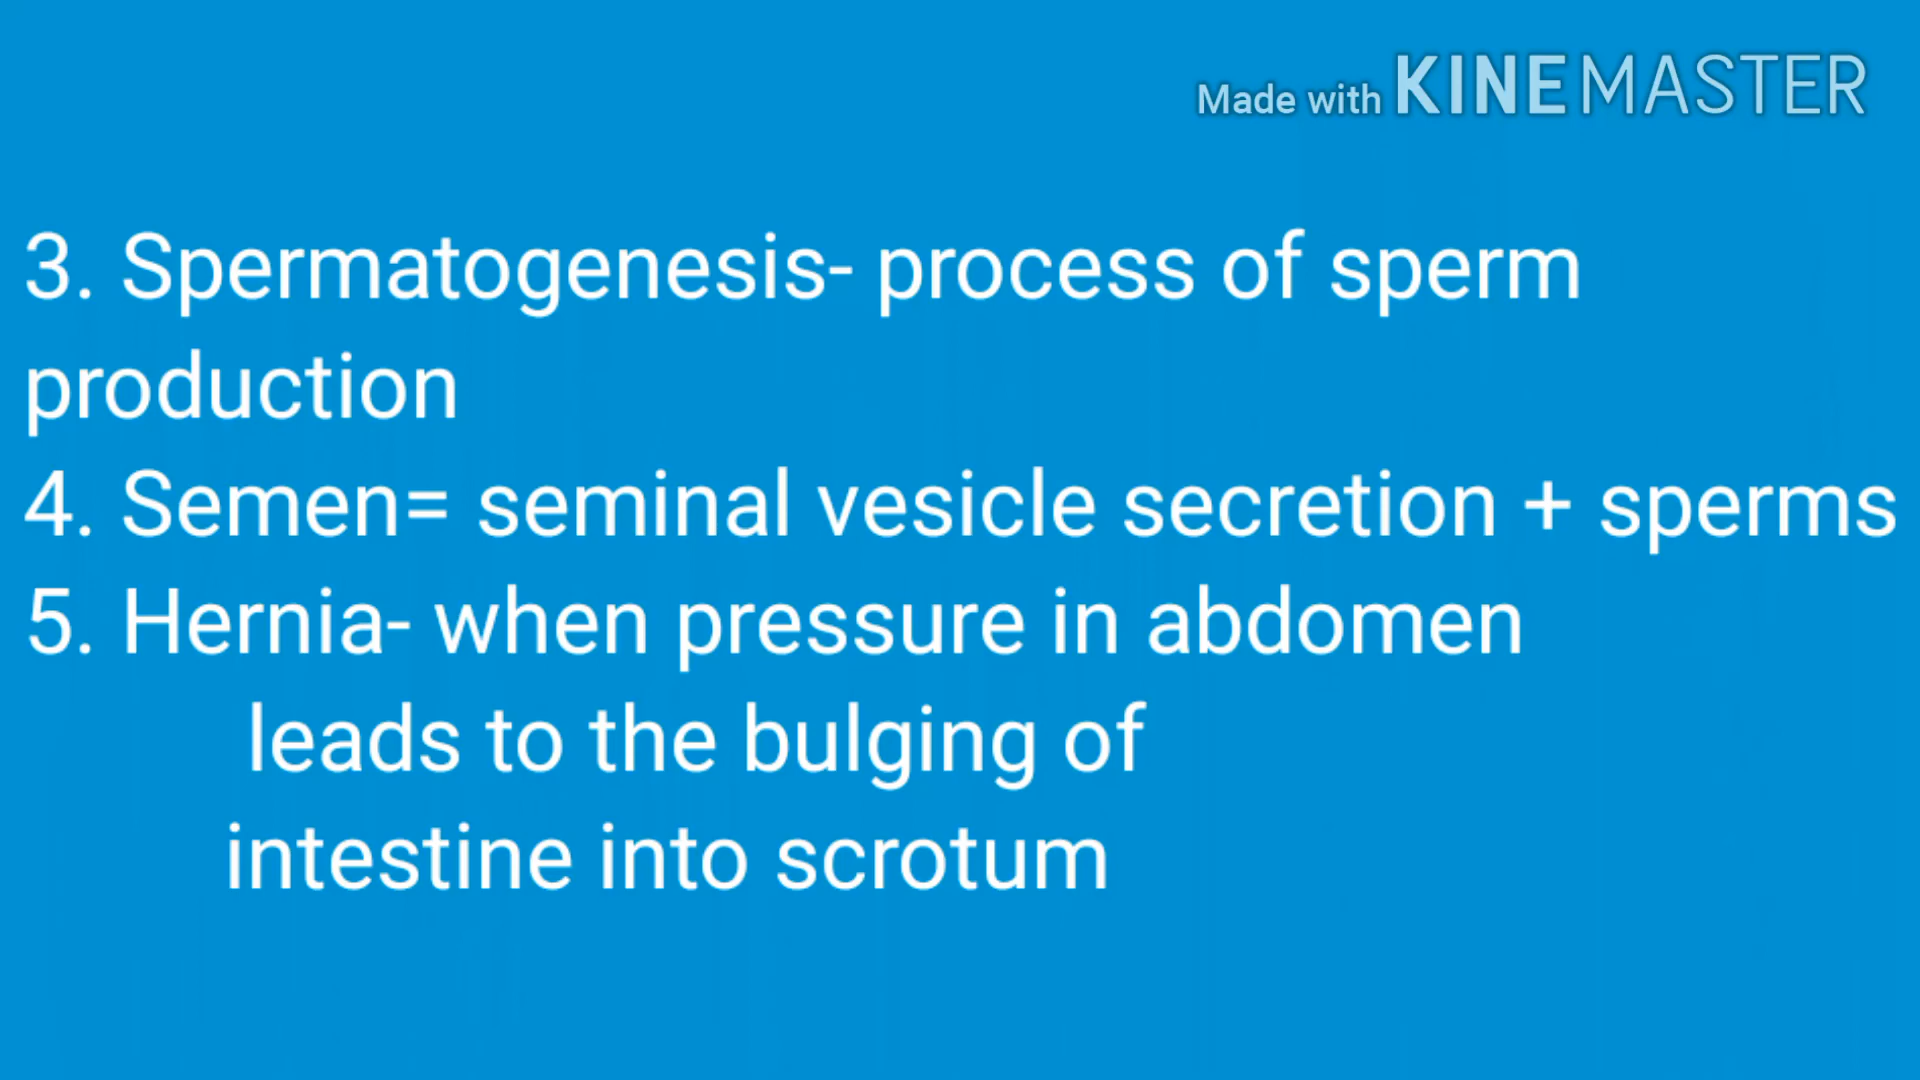 Made with KINEMASTER
3. Spermatogenesis- process of sperm
production
4. Semen= seminal vesicle secretion + sperms
5. Hernia- when pressure in abdomen
leads to the bulging of
intestine into scrotum